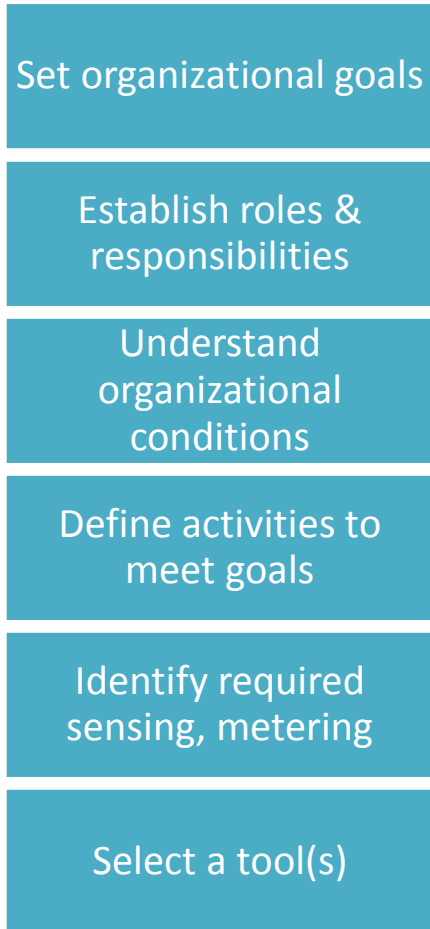 Set organizational goals
Establish roles &
responsibilities
Understand
organizational
conditions
Define activities to
meet goals
Identify required
sensing, metering
Select a tool(s)